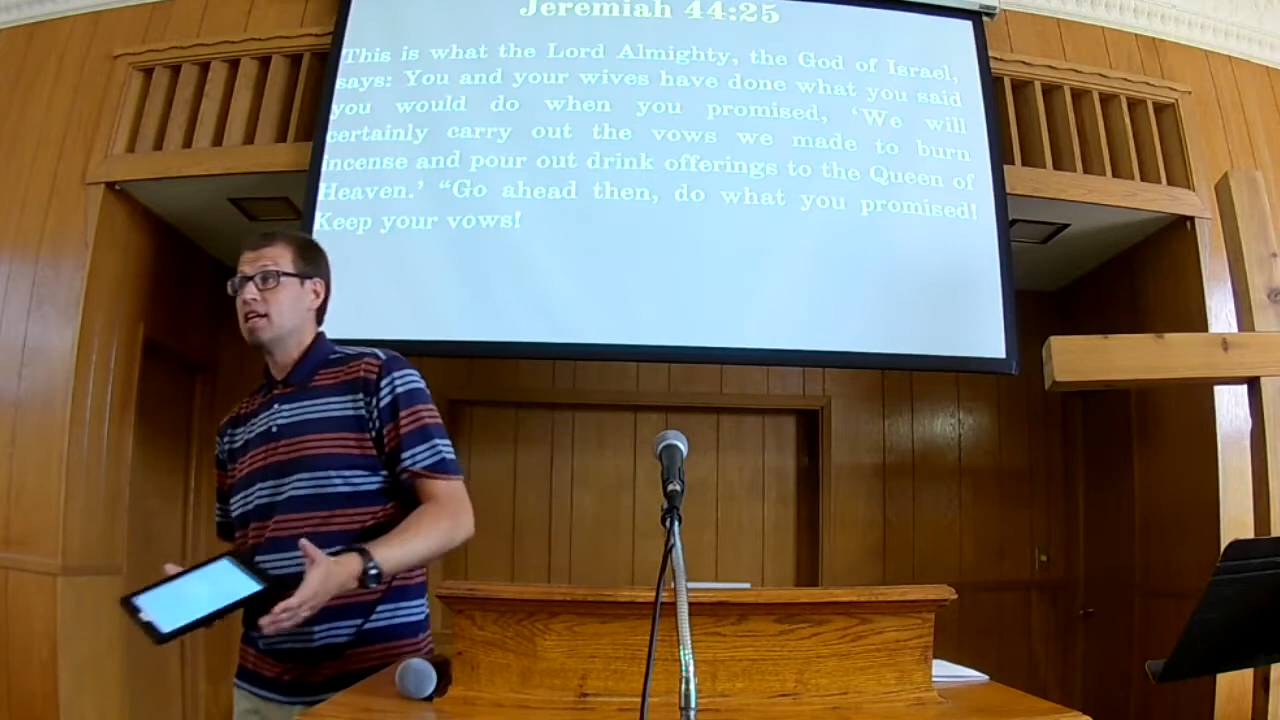 Jeremiah 44:25
This is what the Lord Almighty, the God of Israel,
says: You and your wives have done what you said
you would do when you promised, ‘We will
certainly carry out the vows we made to burn
incense and pour out drink offerings to the Queen of
Heaven.’ “Go ahead then, do what you promised!
Keep your vows!